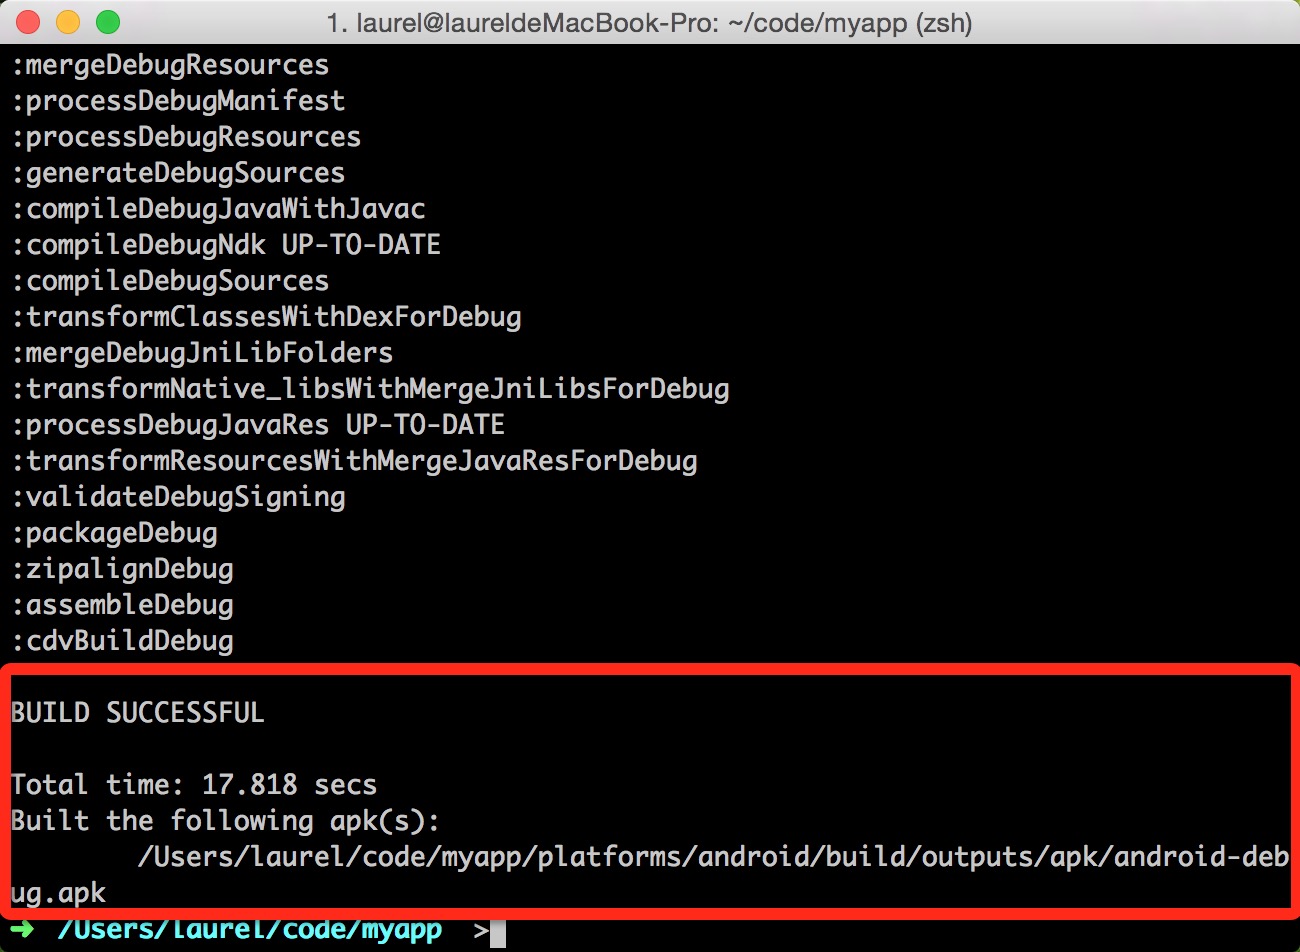 1. laurel@laureldeMacBook-Pro: ~/code/myapp (zsh)
:mergeDebugResources
:processDebugManifest
:processDebugResources
:generateDebugSources
:compileDebugJavaWithJavac
:compileDebugNdk UP-TO-DATE
:compileDebugSources
:transformClassesWithDexForDebug
:mergeDebugJniLibFolders
:transformNative_libsWithMergeJniLibsForDebug
:processDebugJavaRes UP-TO-DATE
:transformResourcesWithMergeJavaResForDebug
:validateDebugSigning
:packageDebug
:zipalignDebug
:assembleDebug
:cdvBuildDebug
BUILD SUCCESSFUL
Total time: 17.818 secs
Built the following apk(s):
/Users/laurel/code/myapp/platforms/android/build/outputs/apk/android-deb
ug.apk
➜ /Users/laurel/code/myapp >